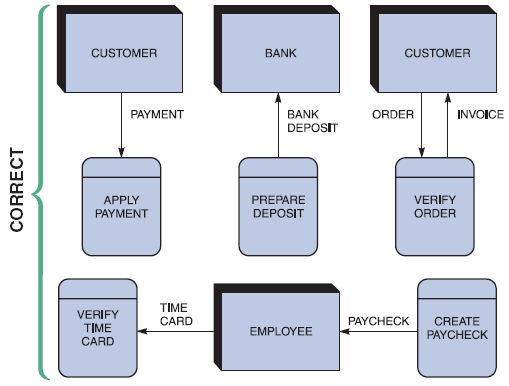 CORRECT
CUSTOMER
BANK
CUSTOMER
PAYMENT
BANK
DEPOSIT
ORDER
INVOICE
APPLY
PAYMENT
PREPARE
DEPOSIT
VERIFY
ORDER
VERIFY
TIME
CARD
TIME
CARD
EMPLOYEE
PAYCHECK
CREATE
PAYCHECK